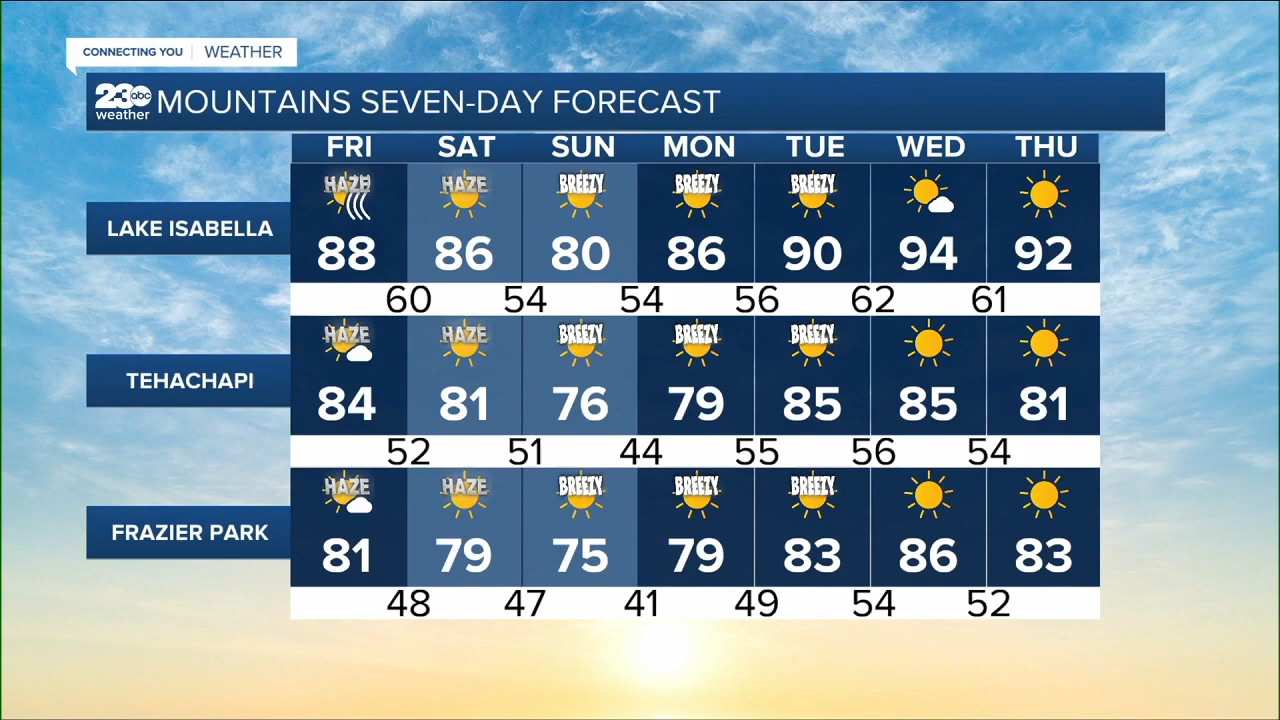 CONNECTING YOU WEATHER
23 abc weather MOUNTAINS SEVEN-DAY FORECAST
FRI SAT SUN MON TUE WED THU
HAZE HAZE BREEZY BREEZY BREEZY
LAKE ISABELLA 88 86 80 86 90 94 92
60 54 54 56 62 61
HAZE HAZE BREEZY BREEZY BREEZY
TEHACHAPI 84 81 76 79 85 85 81
52 51 44 55 56 54
HAZE HAZE BREEZY BREEZY BREEZY
FRAZIER PARK 81 79 75 79 83 86 83
48 47 41 49 54 52